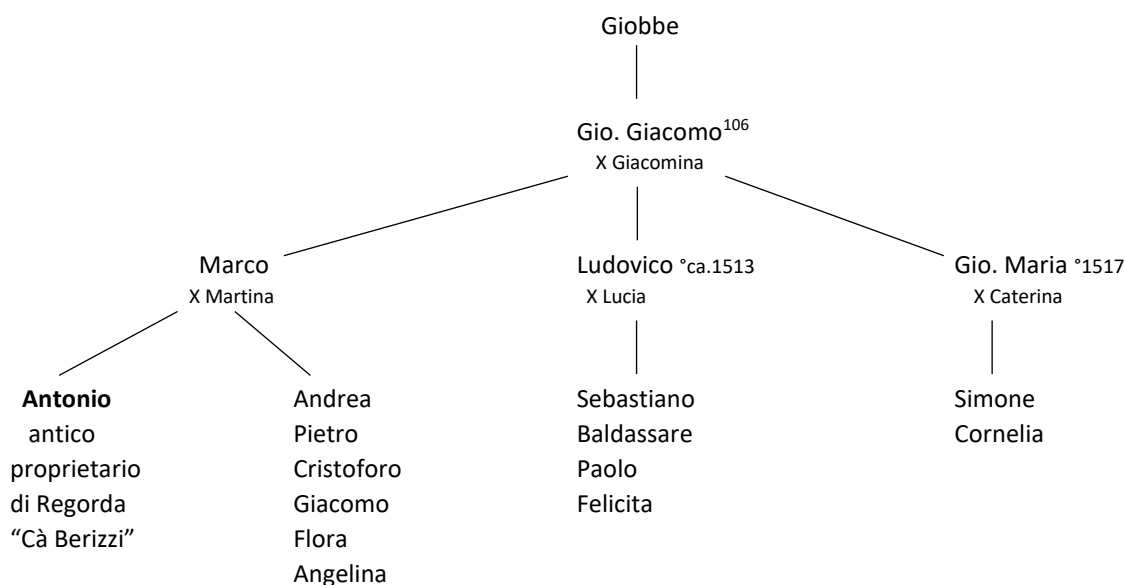 Giobbe
Gio. Giacomo106
X Giacomina
Marco
X Martina
Ludovico °ca.1513
X Lucia
Gio. Maria °1517
X Caterina
Antonio
antico
proprietario
di Regorda
“Cà Berizzi”
Andrea
Pietro
Cristoforo
Giacomo
Flora
Angelina
Sebastiano
Baldassare
Paolo
Felicita
Simone
Cornelia